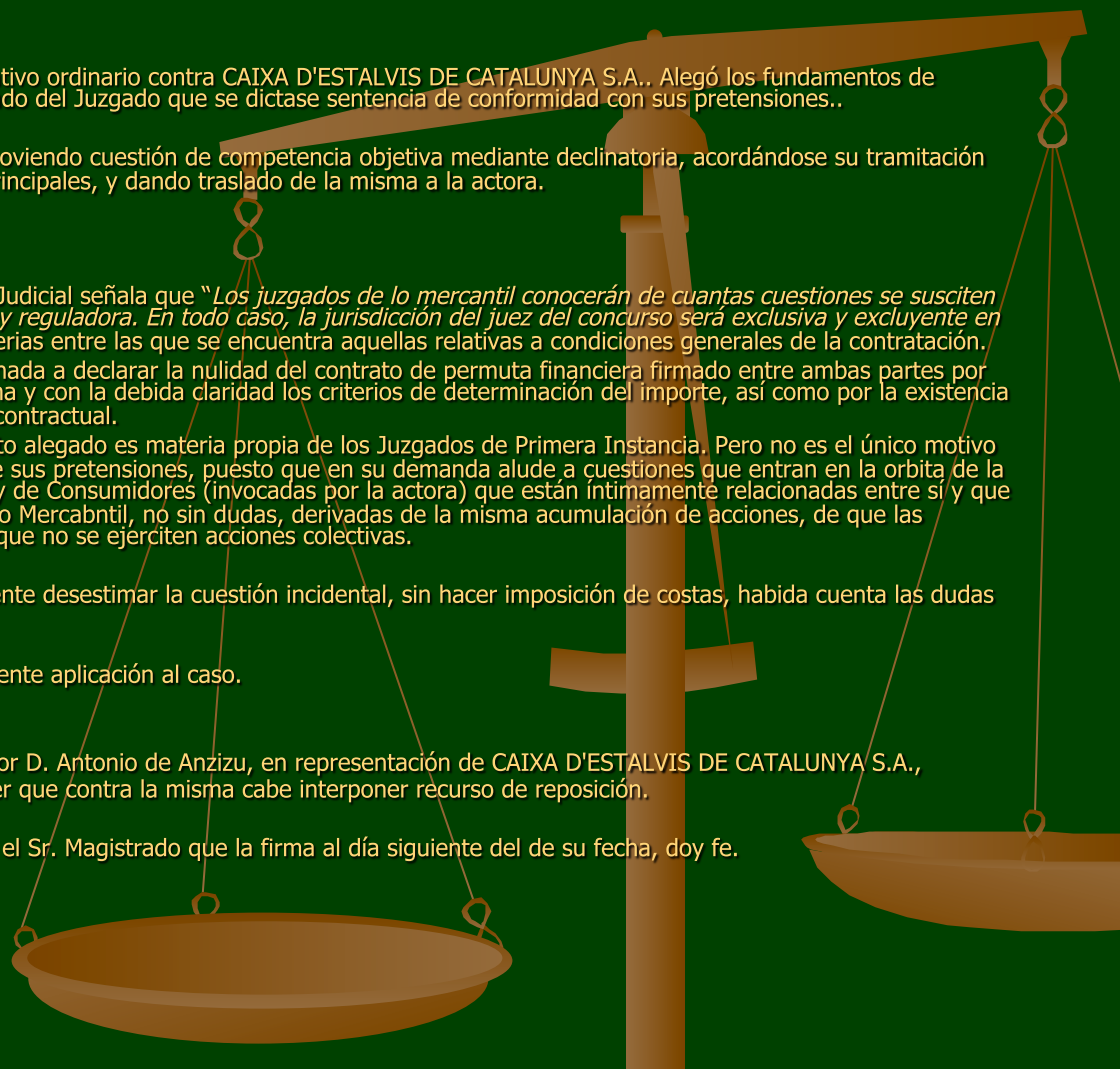 tivo ordinario contra CAIXA D'ESTALVIS DE CATALUNYA S.A.. Alegó los fundamentos de
do del Juzgado que se dictase sentencia de conformidad con sus pretensiones..
oviendo cuestión de competencia objetiva mediante declinatoria, acordándose su tramitación
incipales, y dando traslado de la misma a la actora.
Judicial señala que “Los juzgados de lo mercantil conocerán de cuantas cuestiones se susciten
y reguladora. En todo caso, la jurisdicción del juez del concurso será exclusiva y excluyente en
erias entre las que se encuentra aquellas relativas a condiciones generales de la contratación.
nada a declarar la nulidad del contrato de permuta financiera firmado entre ambas partes por
na y con la debida claridad los criterios de determinación del importe, así como por la existencia
contractual.
to alegado es materia propia de los Juzgados de Primera Instancia. Pero no es el único motivo
e sus pretensiones, puesto que en su demanda alude a cuestiones que entran en la orbita de la
y de Consumidores (invocadas por la actora) que están íntimamente relacionadas entre sí y que
o Mercabntil, no sin dudas, derivadas de la misma acumulación de acciones, de que las
que no se ejerciten acciones colectivas.
ente desestimar la cuestión incidental, sin hacer imposición de costas, habida cuenta las dudas
ente aplicación al caso.
or D. Antonio de Anzizu, en representación de CAIXA D'ESTALVIS DE CATALUNYA S.A.,
er que contra la misma cabe interponer recurso de reposición.
el Sr. Magistrado que la firma al día siguiente del de su fecha, doy fe.